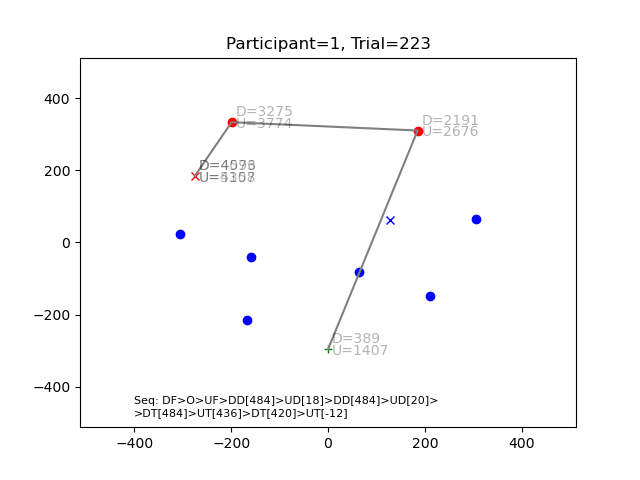 Participant=1, Trial=223
400
200
0
−200
−400
−400
−200
0
200
400
D=3275
U=3774
D=2191
U=2676
D=389
U=1407
Seq: DF>O>UF>DD[484]>UD[18]>DD[484]>UD[20]>
>DT[484]>UT[436]>DT[420]>UT[-12]